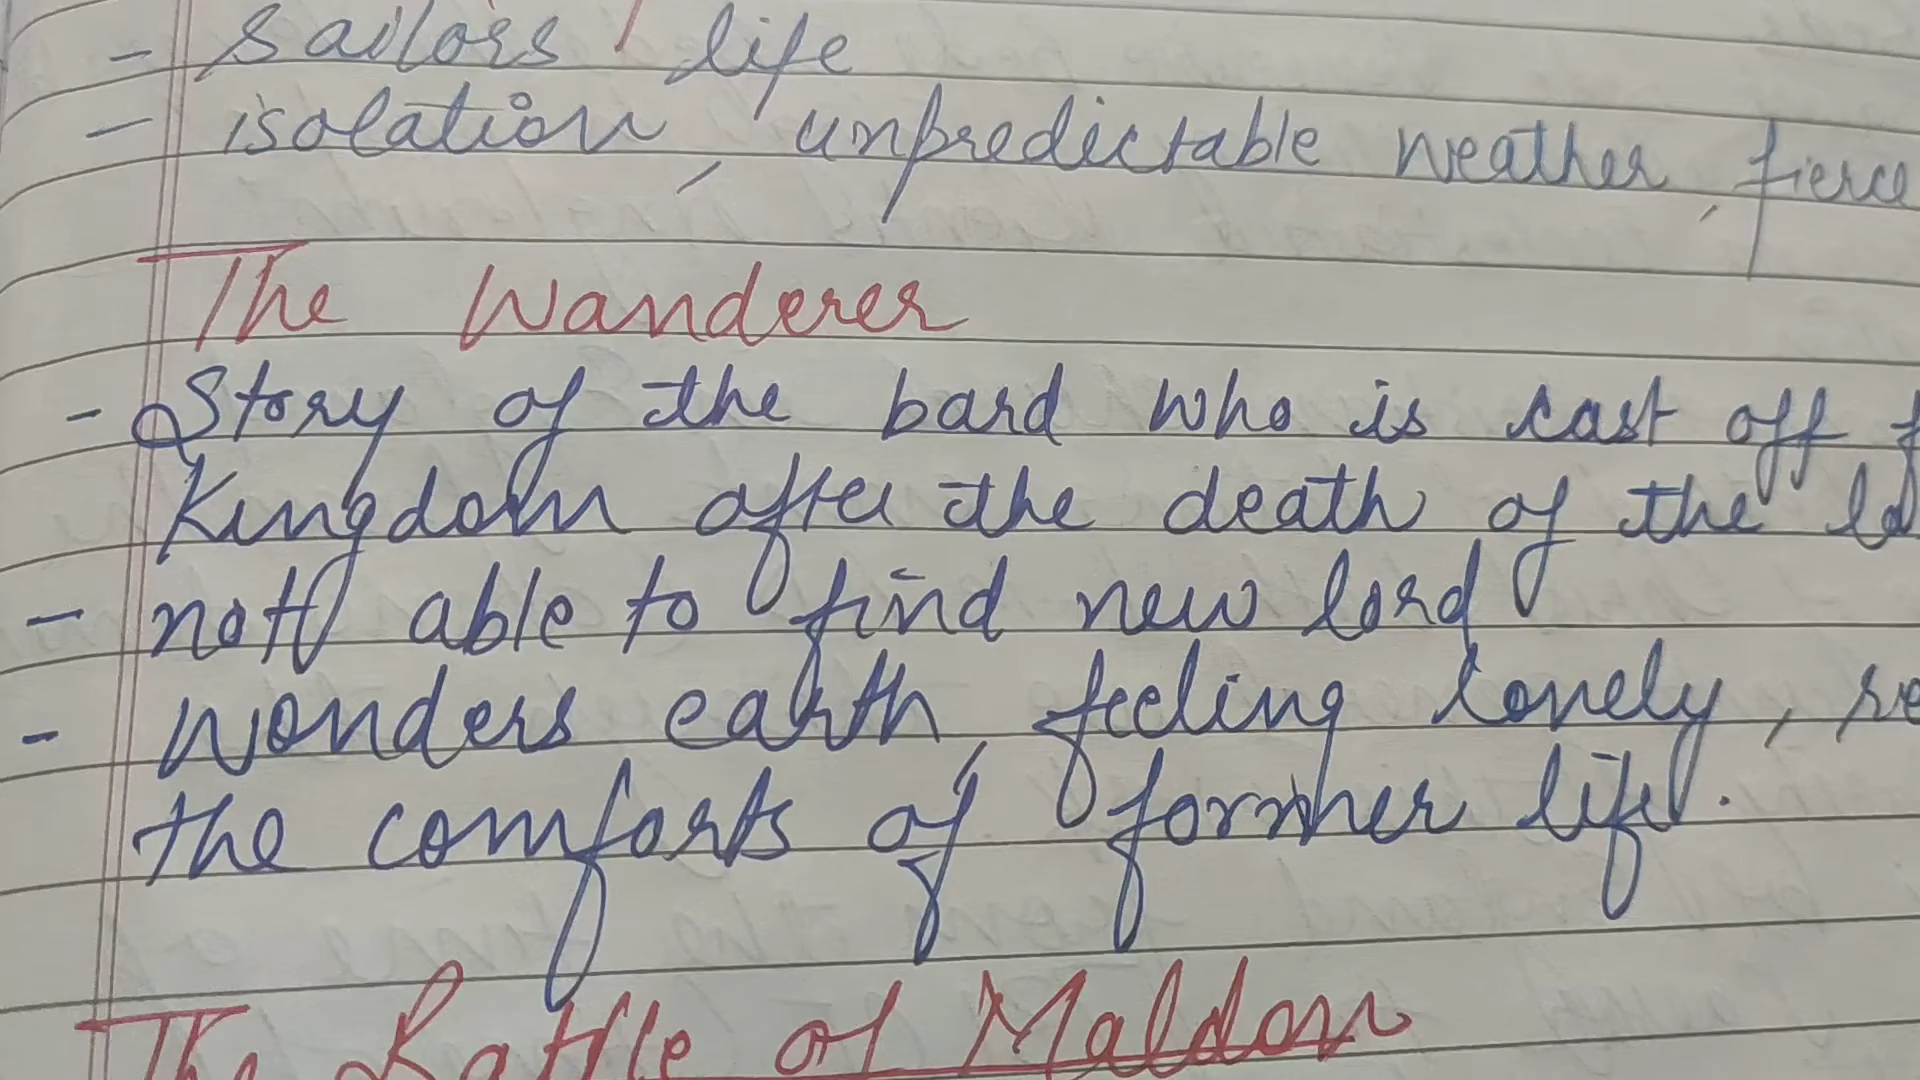 - sailors' life
- isolation, unpredictable weather, fierce
The Wanderer
- Story of the bard who is cast off
Kingdom after the death of the
- not able to find new lord
- wonders earth, feeling lonely,
the comforts of formher life.
The Battle of Maldon